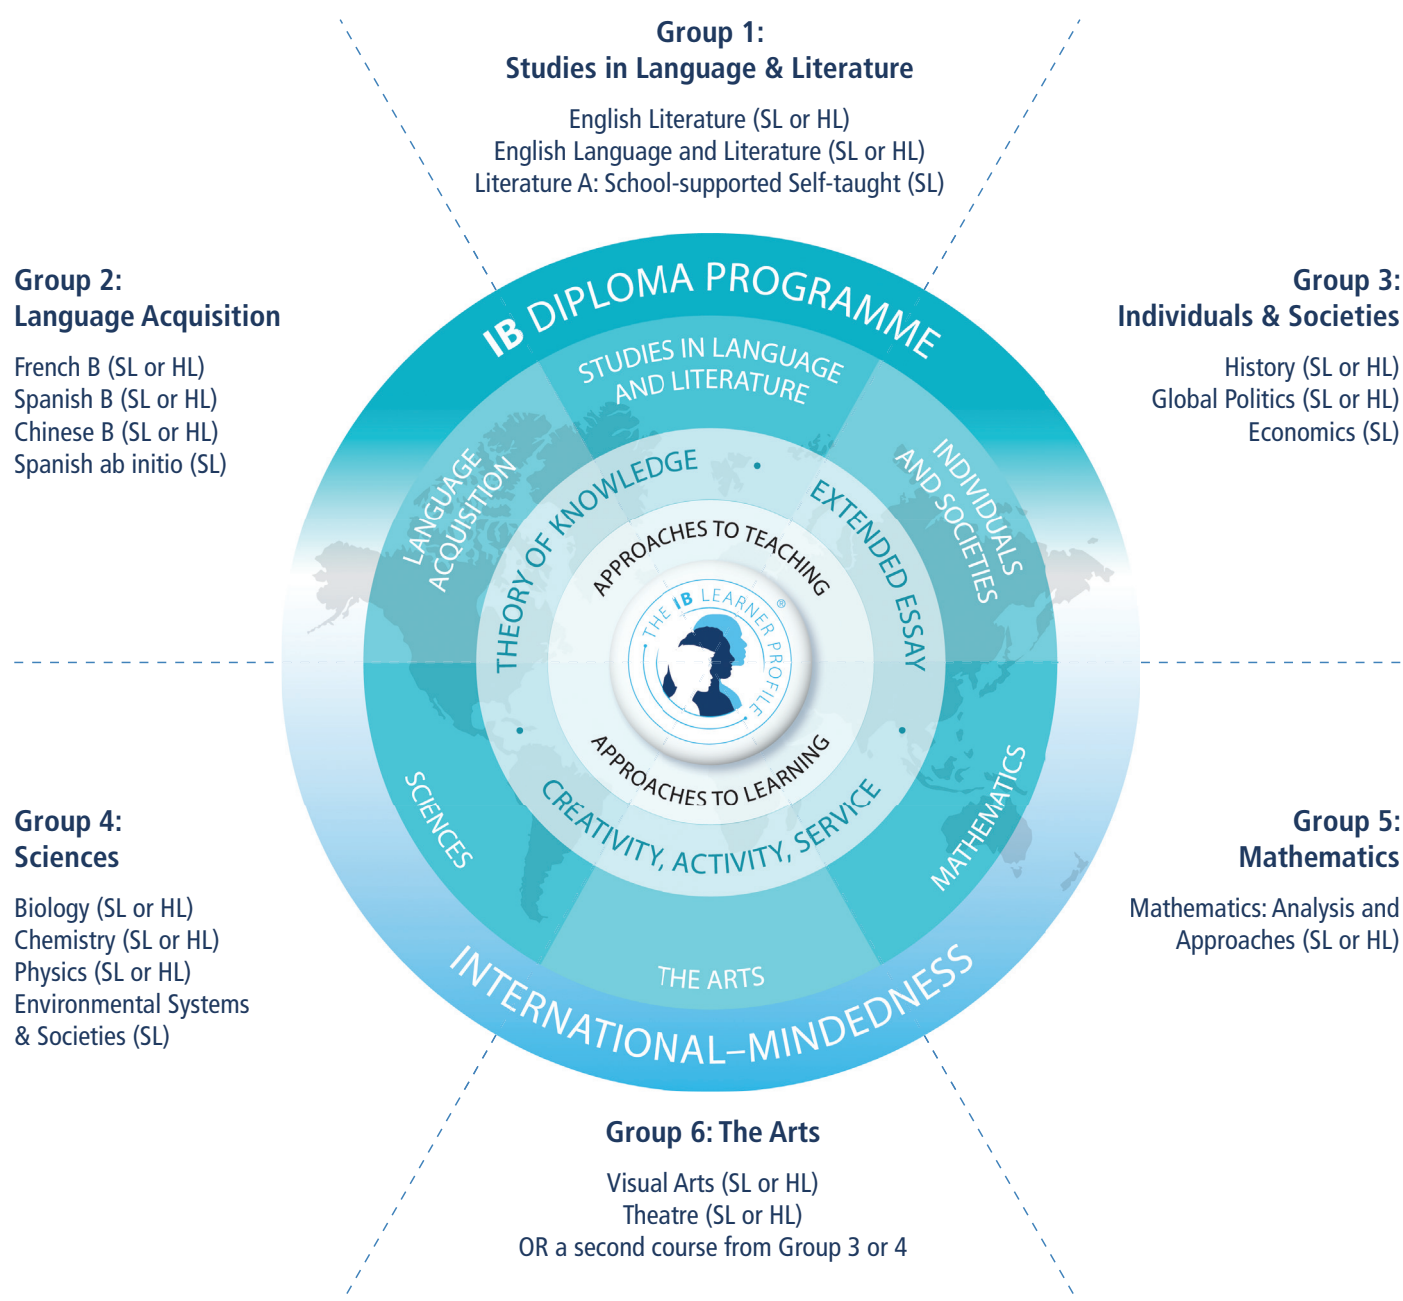 Group 1:
Studies in Language & Literature
English Literature (SL or HL)
English Language and Literature (SL or HL)
Literature A: School-supported Self-taught (SL)
Group 2:
Language Acquisition
French B (SL or HL)
Spanish B (SL or HL)
Chinese B (SL or HL)
Spanish ab initio (SL)
Group 3:
Individuals & Societies
History (SL or HL)
Global Politics (SL or HL)
Economics (SL)
IB DIPLOMA PROGRAMME
STUDIES IN LANGUAGE
AND LITERATURE
LANGUAGE
ACQUISITION
INDIVIDUALS
AND SOCIETIES
THEORY OF KNOWLEDGE
EXTENDED ESSAY
APPROACHES TO TEACHING
THE IB LEARNER PROFILE ®
APPROACHES TO LEARNING
CREATIVITY, ACTIVITY, SERVICE
SCIENCES
MATHEMATICS
THE ARTS
INTERNATIONAL–MINDEDNESS
Group 4:
Sciences
Biology (SL or HL)
Chemistry (SL or HL)
Physics (SL or HL)
Environmental Systems
& Societies (SL)
Group 5:
Mathematics
Mathematics: Analysis and
Approaches (SL or HL)
Group 6: The Arts
Visual Arts (SL or HL)
Theatre (SL or HL)
OR a second course from Group 3 or 4